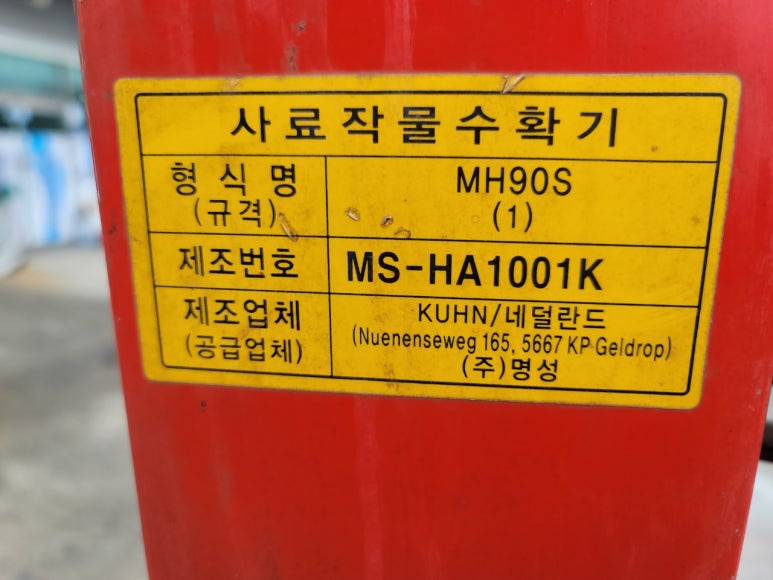 사료작물수확기
형식명 MH90S
(규격) (1)
제조번호 MS-HA1001K
제조업체 KUHN/네덜란드
(공급업체) (Nuenenseweg 165, 5667 KP Geldrop)
(주)명성